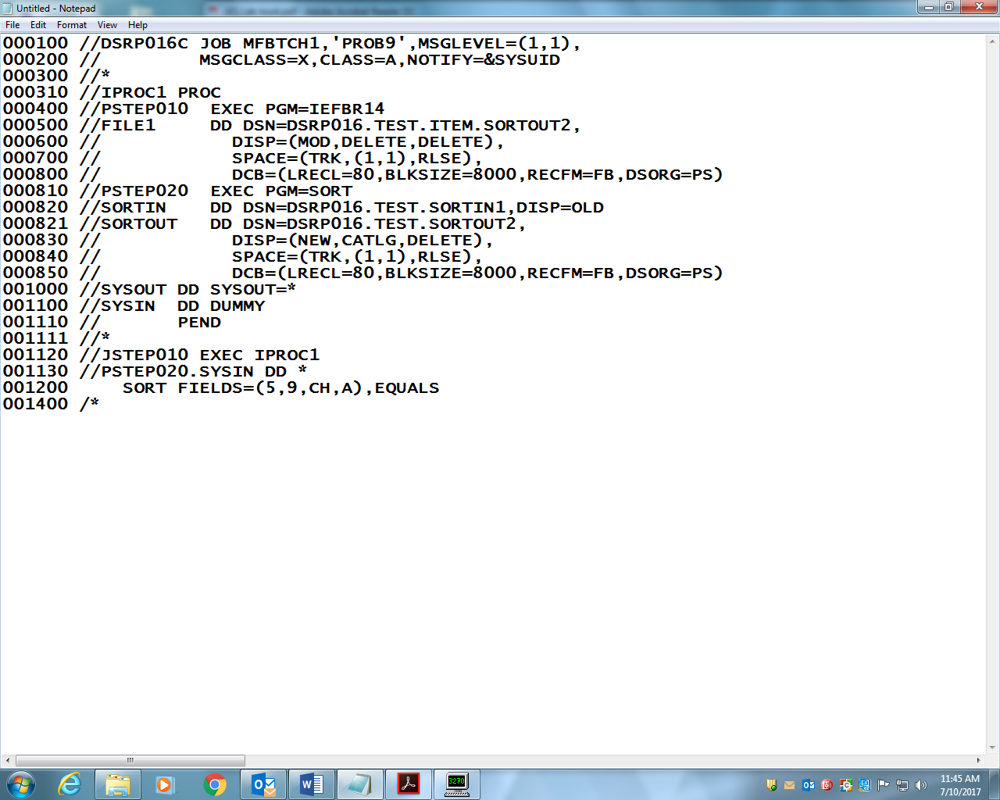 Untitled - Notepad
File Edit Format View Help
000100 //DSRP016C JOB MFBTCH1,'PROB9',MSGLEVEL=(1,1),
000200 //         MSGCLASS=X,CLASS=A,NOTIFY=&SYSUID
000300 //*
000310 //IPROC1 PROC
000400 //PSTEP010  EXEC PGM=IEFBR14
000500 //FILE1     DD DSN=DSRP016.TEST.ITEM.SORTOUT2,
000600 //            DISP=(MOD,DELETE,DELETE),
000700 //            SPACE=(TRK,(1,1),RLSE),
000800 //            DCB=(LRECL=80,BLKSIZE=8000,RECFM=FB,DSORG=PS)
000810 //PSTEP020  EXEC PGM=SORT
000820 //SORTIN    DD DSN=DSRP016.TEST.SORTIN1,DISP=OLD
000821 //SORTOUT   DD DSN=DSRP016.TEST.SORTOUT2,
000830 //            DISP=(NEW,CATLG,DELETE),
000840 //            SPACE=(TRK,(1,1),RLSE),
000850 //            DCB=(LRECL=80,BLKSIZE=8000,RECFM=FB,DSORG=PS)
001000 //SYSOUT DD SYSOUT=*
001100 //SYSIN  DD DUMMY
001110 //       PEND
001111 //*
001120 //JSTEP010 EXEC IPROC1
001130 //PSTEP020.SYSIN DD *
001200     SORT FIELDS=(5,9,CH,A),EQUALS
001400 /*
3270
11:45 AM
7/10/2017